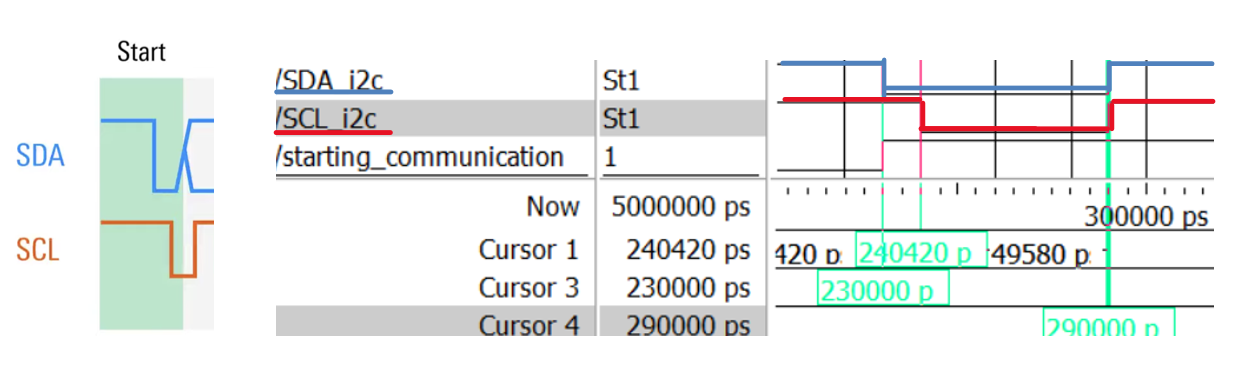 Start
SDA
SCL
/SDA_i2c St1
/SCL_i2c St1
/starting_communication 1
Now 5000000 ps 300000 ps
Cursor 1 240420 ps 420 p 240420 p 49580 p
Cursor 3 230000 ps 230000 p
Cursor 4 290000 ps 290000 p